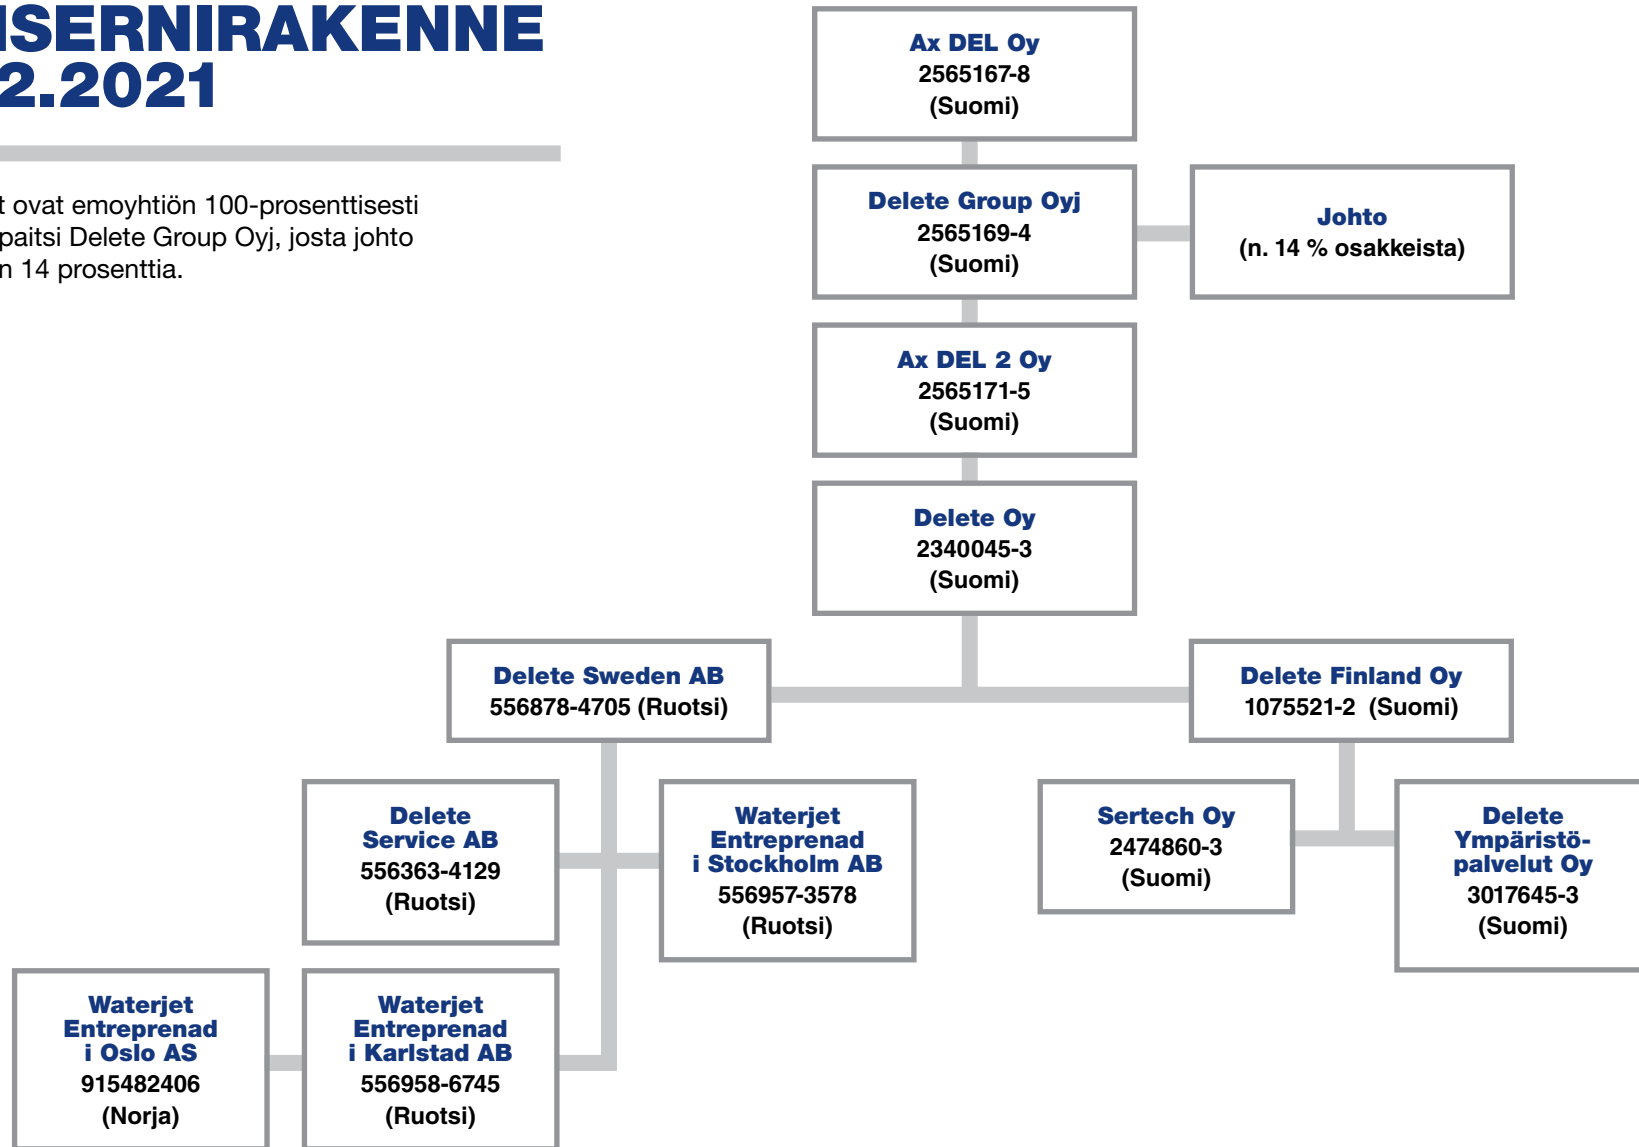 ISERNIRAKENNE
2.2021
t ovat emoyhtiön 100-prosenttisesti
paitsi Delete Group Oyj, josta johto
n 14 prosenttia.
Ax DEL Oy
2565167-8
(Suomi)
Delete Group Oyj
2565169-4
(Suomi)
Johto
(n. 14 % osakkeista)
Ax DEL 2 Oy
2565171-5
(Suomi)
Delete Oy
2340045-3
(Suomi)
Delete Sweden AB
556878-4705 (Ruotsi)
Delete Finland Oy
1075521-2 (Suomi)
Delete
Service AB
556363-4129
(Ruotsi)
Waterjet
Entreprenad
i Stockholm AB
556957-3578
(Ruotsi)
Sertech Oy
2474860-3
(Suomi)
Delete
Ympäristö-
palvelut Oy
3017645-3
(Suomi)
Waterjet
Entreprenad
i Oslo AS
915482406
(Norja)
Waterjet
Entreprenad
i Karlstad AB
556958-6745
(Ruotsi)